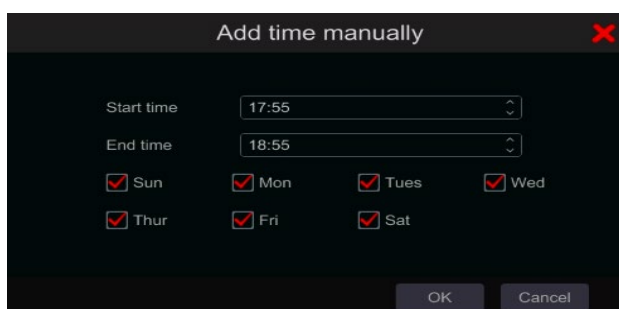 Add time manually
Start time 17:55
End time 18:55
Sun Mon Tues Wed
Thur Fri Sat
OK Cancel